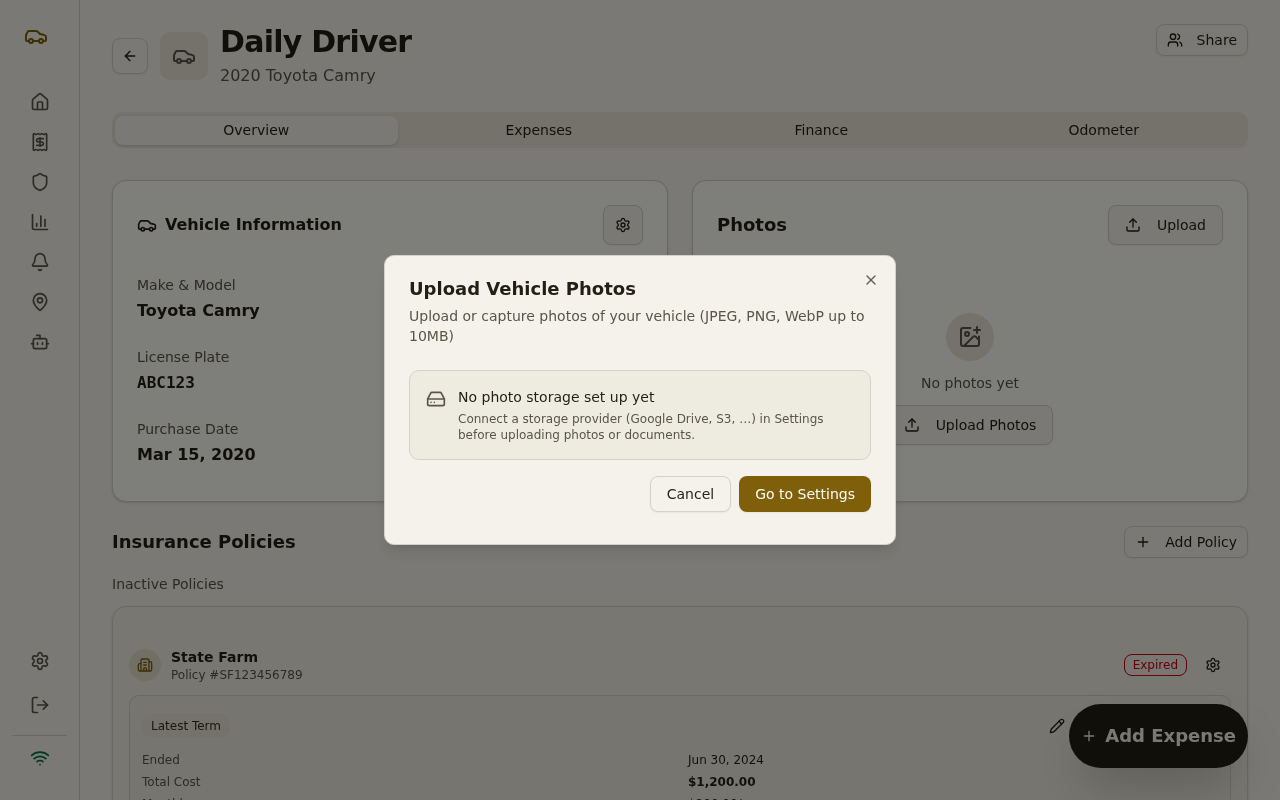 Daily Driver
2020 Toyota Camry
Share
Overview
Expenses
Finance
Odometer
Vehicle Information
Photos
Upload
Make & Model
Toyota Camry
License Plate
ABC123
Purchase Date
Mar 15, 2020
No photos yet
Upload Photos
Upload Vehicle Photos
Upload or capture photos of your vehicle (JPEG, PNG, WebP up to
10MB)
No photo storage set up yet
Connect a storage provider (Google Drive, S3, ...) in Settings
before uploading photos or documents.
Cancel
Go to Settings
Insurance Policies
Add Policy
Inactive Policies
State Farm
Policy #SF123456789
Expired
Latest Term
Ended
Jun 30, 2024
Total Cost
$1,200.00
Add Expense